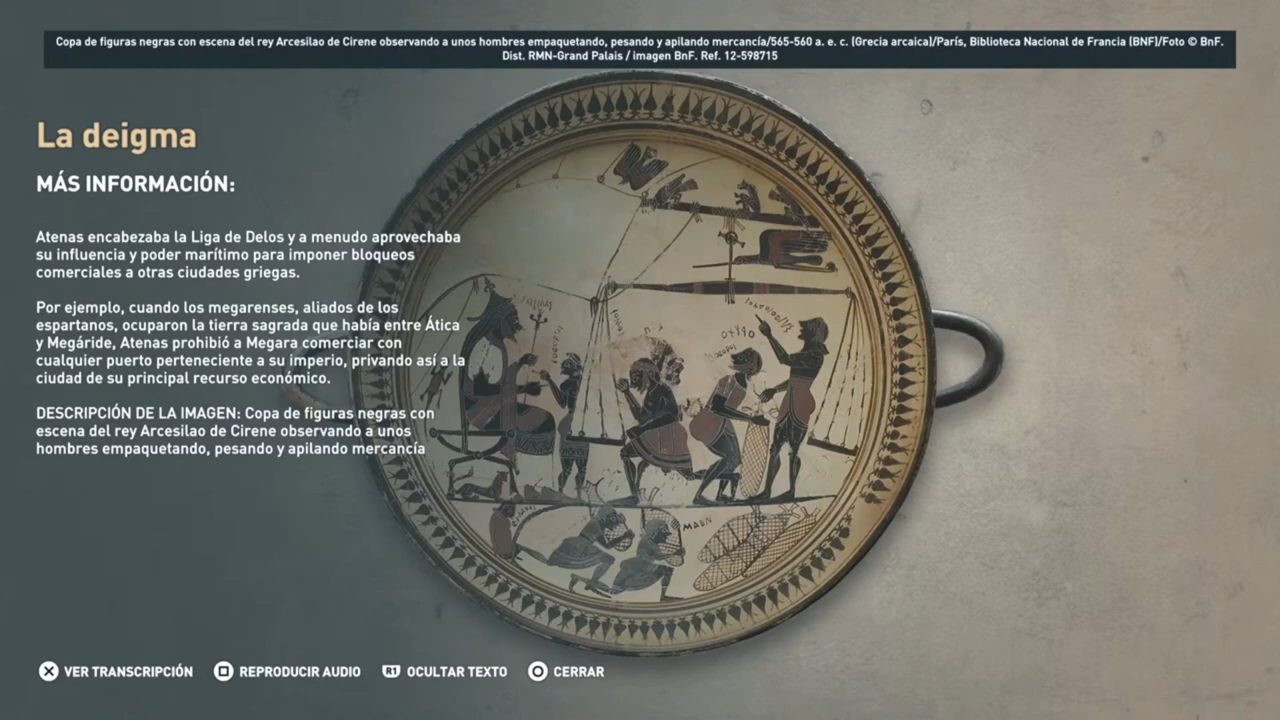 Copa de figuras negras con escena del rey Arcesilao de Cirene observando a unos hombres empaquetando, pesando y apilando mercancía/565-560 a. e. c. (Grecia arcaica)/París, Biblioteca Nacional de Francia (BNF)/Foto © BnF.
Dist. RMN-Grand Palais / imagen BnF. Ref. 12-598715
La deigma
MÁS INFORMACIÓN:
Atenas encabezaba la Liga de Delos y a menudo aprovechaba
su influencia y poder marítimo para imponer bloqueos
comerciales a otras ciudades griegas.
Por ejemplo, cuando los megarenses, aliados de los
espartanos, ocuparon la tierra sagrada que había entre Ática
y Megáride, Atenas prohibió a Megara comerciar con
cualquier puerto perteneciente a su imperio, privando así a la
ciudad de su principal recurso económico.
DESCRIPCIÓN DE LA IMAGEN: Copa de figuras negras con
escena del rey Arcesilao de Cirene observando a unos
hombres empaquetando, pesando y apilando mercancía
VER TRANSCRIPCIÓN
REPRODUCIR AUDIO
R1 OCULTAR TEXTO
CERRAR